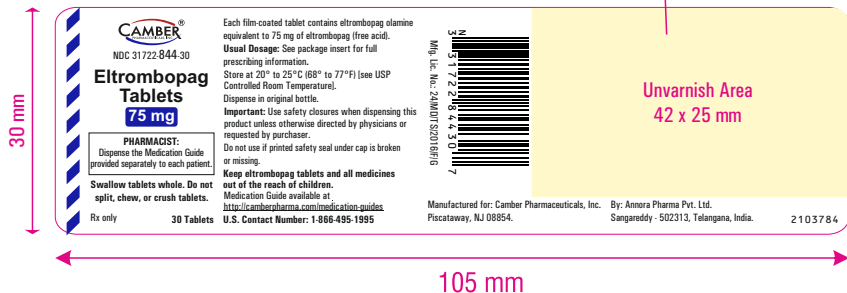 CAMBER
PHARMACEUTICALS, INC.
NDC 31722-844-30
Eltrombopag
Tablets
75 mg
PHARMACIST:
Dispense the Medication Guide
provided separately to each patient.
Swallow tablets whole. Do not
split, chew, or crush tablets.
Rx only
30 Tablets
Each film-coated tablet contains eltrombopag olamine
equivalent to 75 mg of eltrombopag (free acid).
Usual Dosage: See package insert for full
prescribing information.
Store at 20° to 25°C (68° to 77°F) [see USP
Controlled Room Temperature].
Dispense in original bottle.
Important: Use safety closures when dispensing this
product unless otherwise directed by physicians or
requested by purchaser.
Do not use if printed safety seal under cap is broken
or missing.
Keep eltrombopag tablets and all medicines
out of the reach of children.
Medication Guide available at
http://camberpharma.com/medication-guides
U.S. Contact Number: 1-866-495-1995
Mfg. Lic. No.: 24/MD/TS/2016/F/G
N
3 31722 84430 7
Manufactured for: Camber Pharmaceuticals, Inc.
Piscataway, NJ 08854.
By: Annora Pharma Pvt. Ltd.
Sangareddy - 502313, Telangana, India.
2103784
Unvarnish Area
42 x 25 mm
30 mm
105 mm